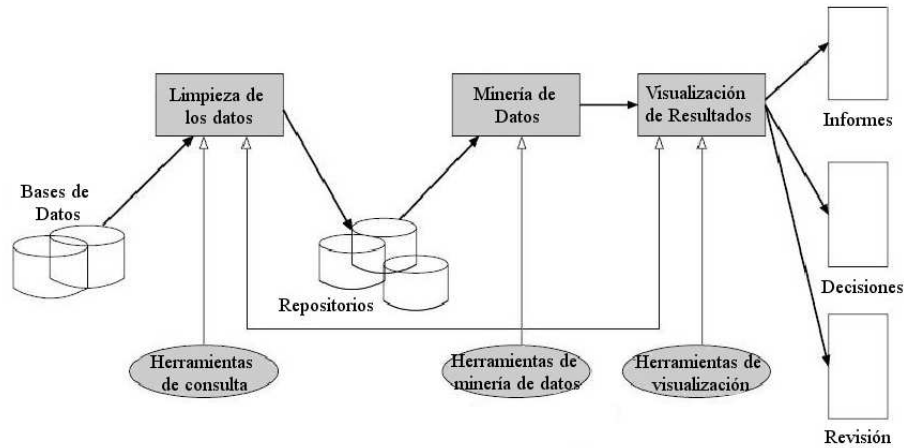 Limpieza de
los datos
Minería de
Datos
Visualización
de Resultados
Informes
Bases de
Datos
Repositorios
Decisiones
Herramientas
de consulta
Herramientas de
minería de datos
Herramientas de
visualización
Revisión